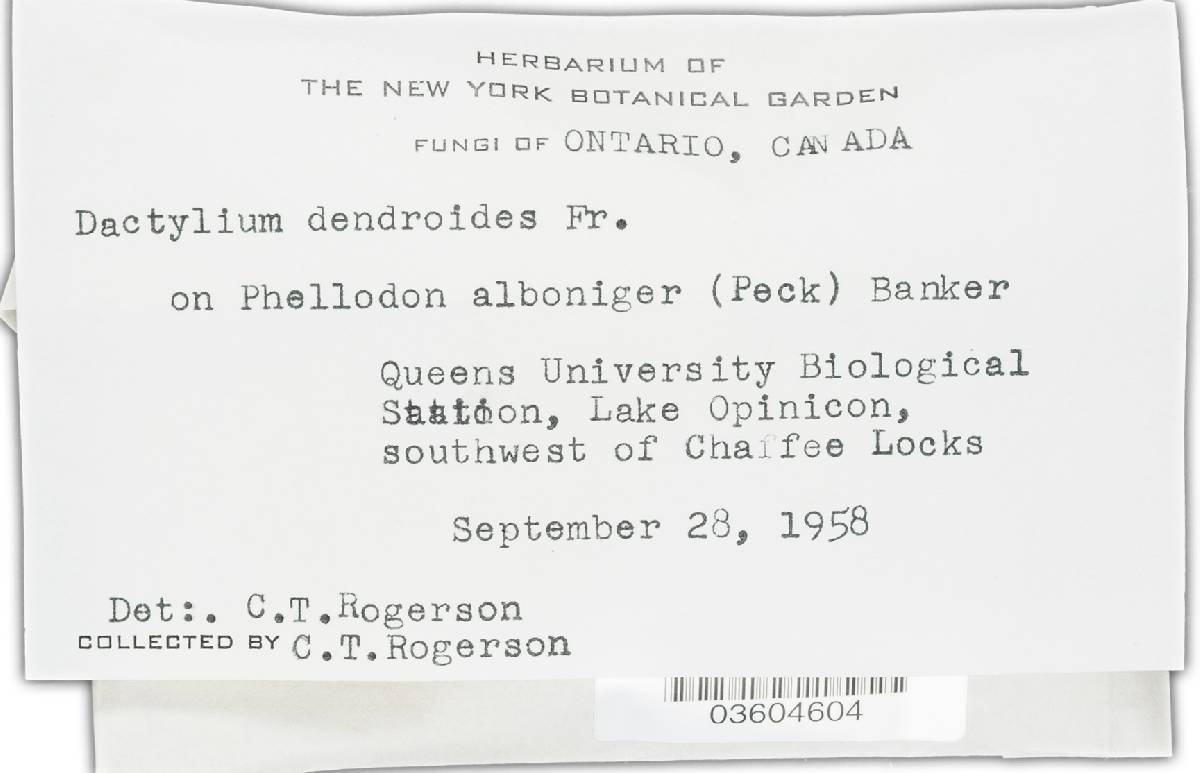 HERBARIUM OF
THE NEW YORK BOTANICAL GARDEN
FUNGI OF ONTARIO, CANADA
Dactylium dendroides Fr.
on Phellodon alboniger (Peck) Banker
Queens University Biological
Station, Lake Opinicon,
southwest of Chaffee Locks
September 28, 1958
Det:. C.T.Rogerson
COLLECTED BY C.T.Rogerson
03604604